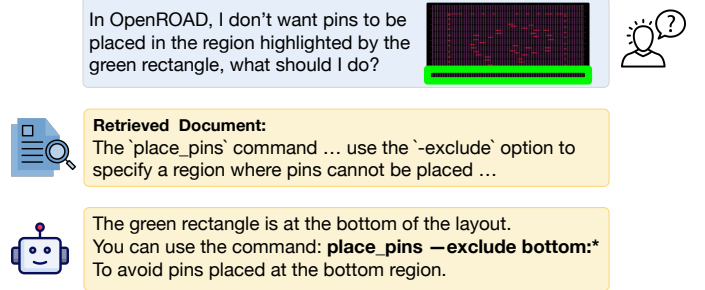 In OpenROAD, I don’t want pins to be
placed in the region highlighted by the
green rectangle, what should I do?
?
Retrieved Document:
The `place_pins` command … use the `-exclude` option to
specify a region where pins cannot be placed …
The green rectangle is at the bottom of the layout.
You can use the command: place_pins —exclude bottom:*
To avoid pins placed at the bottom region.